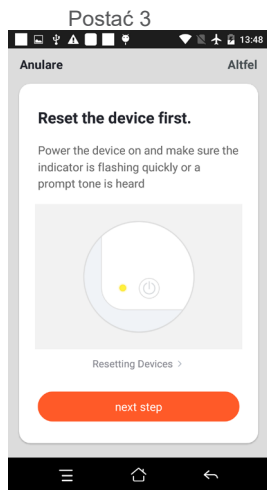 Postać 3
13:48
Anulare Altfel
Reset the device first.
Power the device on and make sure the
indicator is flashing quickly or a
prompt tone is heard
Resetting Devices >
next step